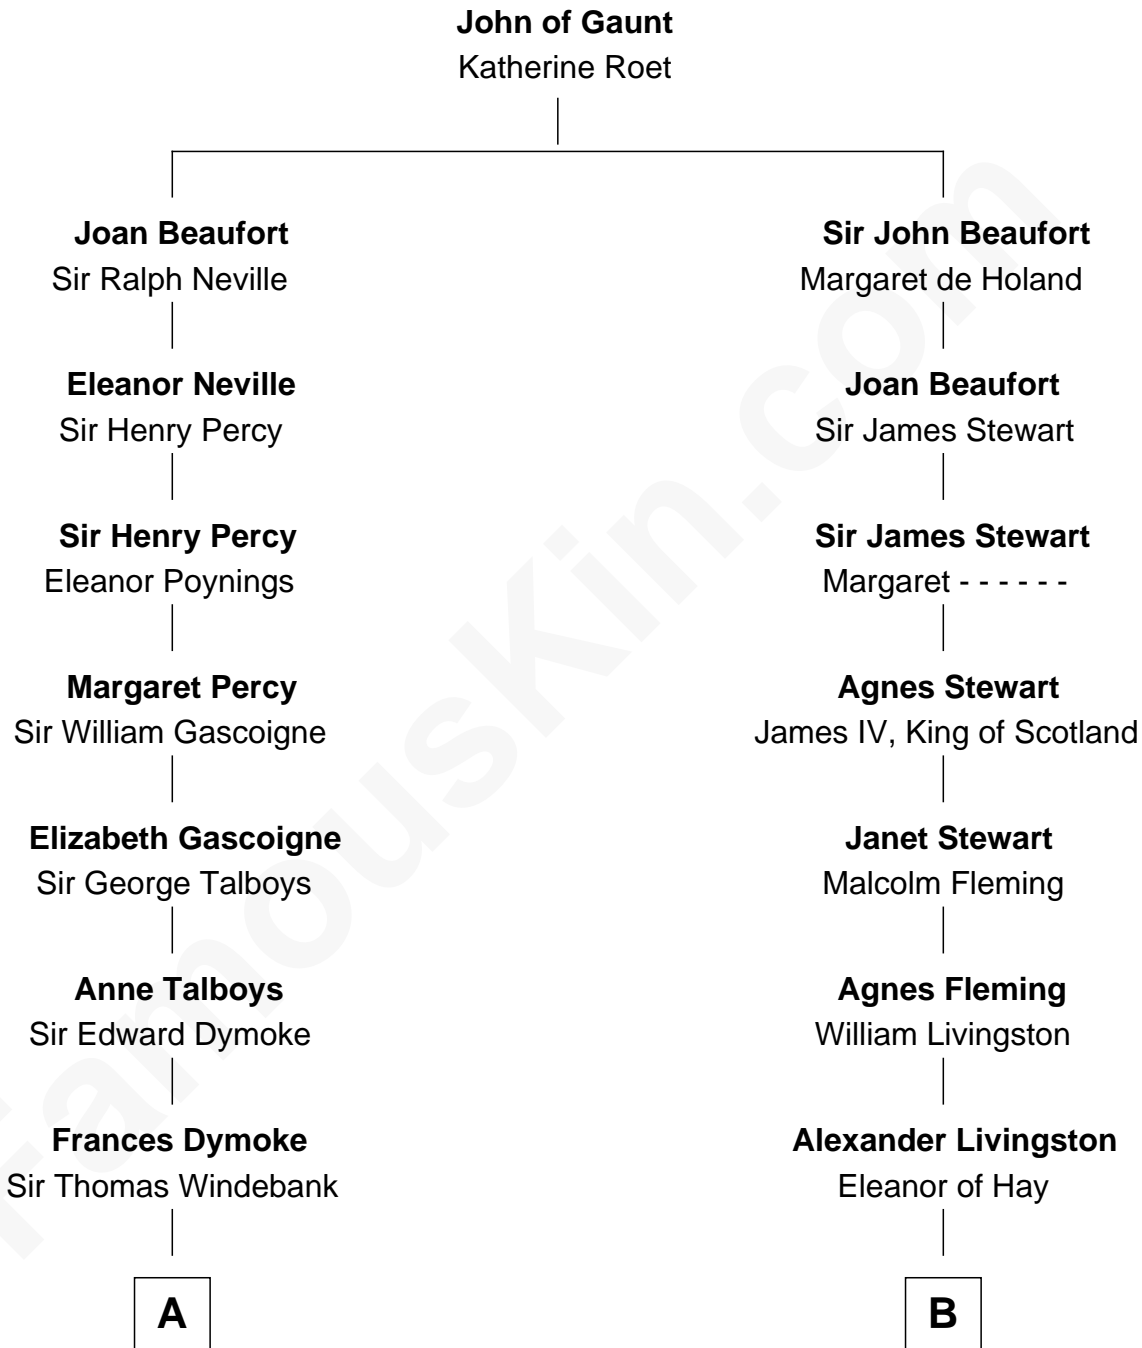 John of Gaunt
Katherine Roet
Joan Beaufort
Sir Ralph Neville
Eleanor Neville
Sir Henry Percy
Sir Henry Percy
Eleanor Poynings
Margaret Percy
Sir William Gascoigne
Elizabeth Gascoigne
Sir George Talboys
Anne Talboys
Sir Edward Dymoke
Frances Dymoke
Sir Thomas Windebank
A
Sir John Beaufort
Margaret de Holand
Joan Beaufort
Sir James Stewart
Sir James Stewart
Margaret - - - - - -
Agnes Stewart
James IV, King of Scotland
Janet Stewart
Malcolm Fleming
Agnes Fleming
William Livingston
Alexander Livingston
Eleanor of Hay
B
FamousKin.com